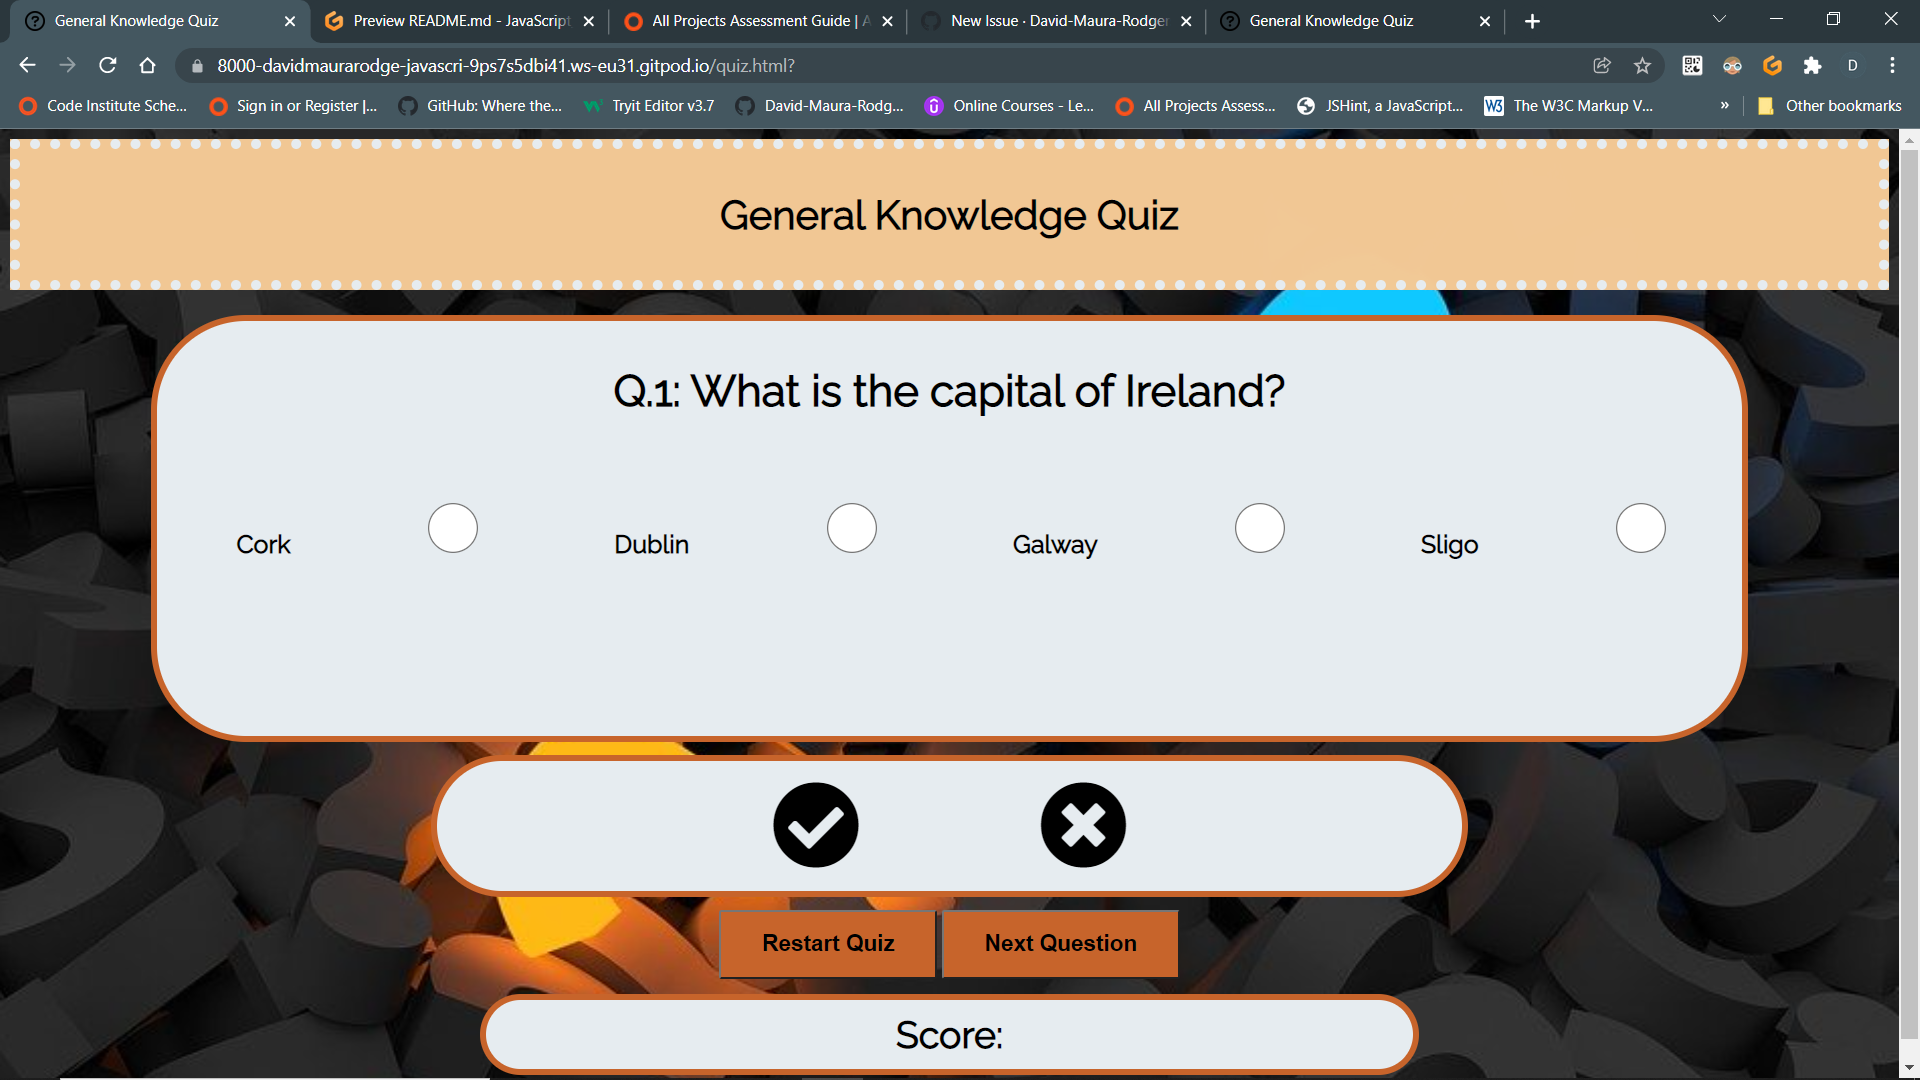 General Knowledge Quiz
Preview README.md - JavaScript
All Projects Assessment Guide | A
New Issue · David-Maura-Rodger
General Knowledge Quiz
8000-davidmaurarodge-javascri-9ps7s5dbi41.ws-eu31.gitpod.io/quiz.html?
D
Code Institute Sche...
Sign in or Register |...
GitHub: Where the...
Tryit Editor v3.7
David-Maura-Rodg...
Online Courses - Le...
All Projects Assess...
JSHint, a JavaScript...
W3
The W3C Markup V...
»
Other bookmarks
General Knowledge Quiz
Q.1: What is the capital of Ireland?
Cork
Dublin
Galway
Sligo
Restart Quiz
Next Question
Score: